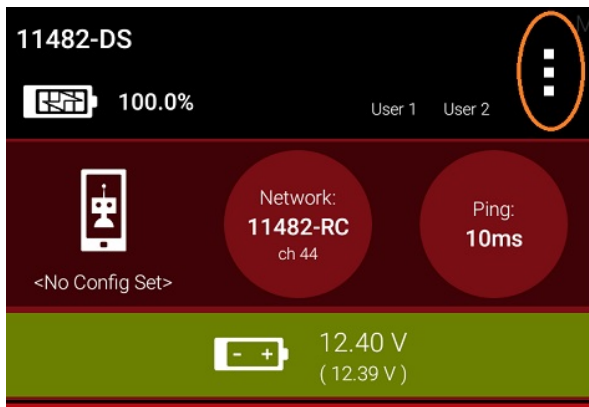 11482-DS
100.0%
User 1 User 2
Network:
11482-RC
ch 44
Ping:
10ms
<No Config Set>
12.40 V
( 12.39 V )